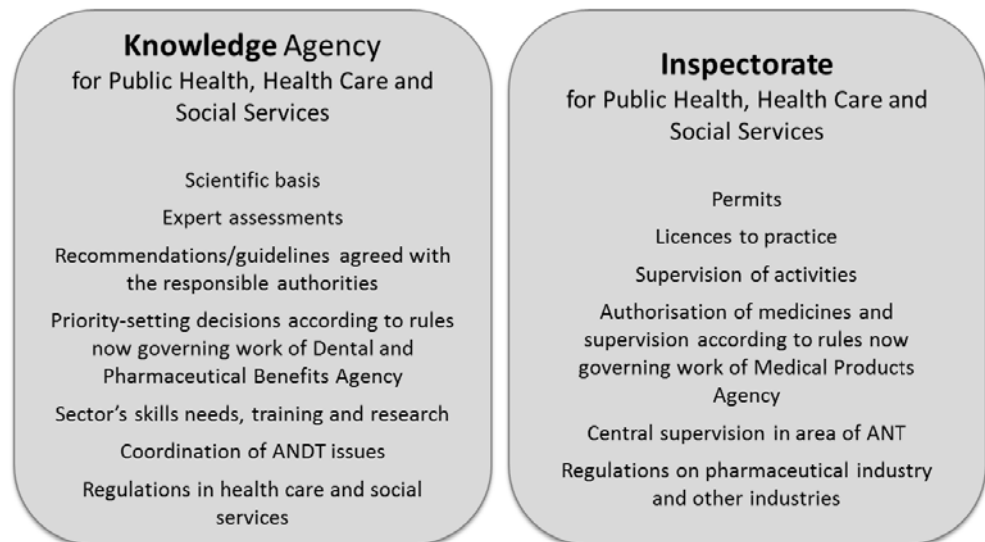 Knowledge Agency
for Public Health, Health Care and
Social Services
Scientific basis
Expert assessments
Recommendations/guidelines agreed with
the responsible authorities
Priority-setting decisions according to rules
now governing work of Dental and
Pharmaceutical Benefits Agency
Sector's skills needs, training and research
Coordination of ANDT issues
Regulations in health care and social
services
Inspectorate
for Public Health, Health Care and
Social Services
Permits
Licences to practice
Supervision of activities
Authorisation of medicines and
supervision according to rules now
governing work of Medical Products
Agency
Central supervision in area of ANT
Regulations on pharmaceutical industry
and other industries